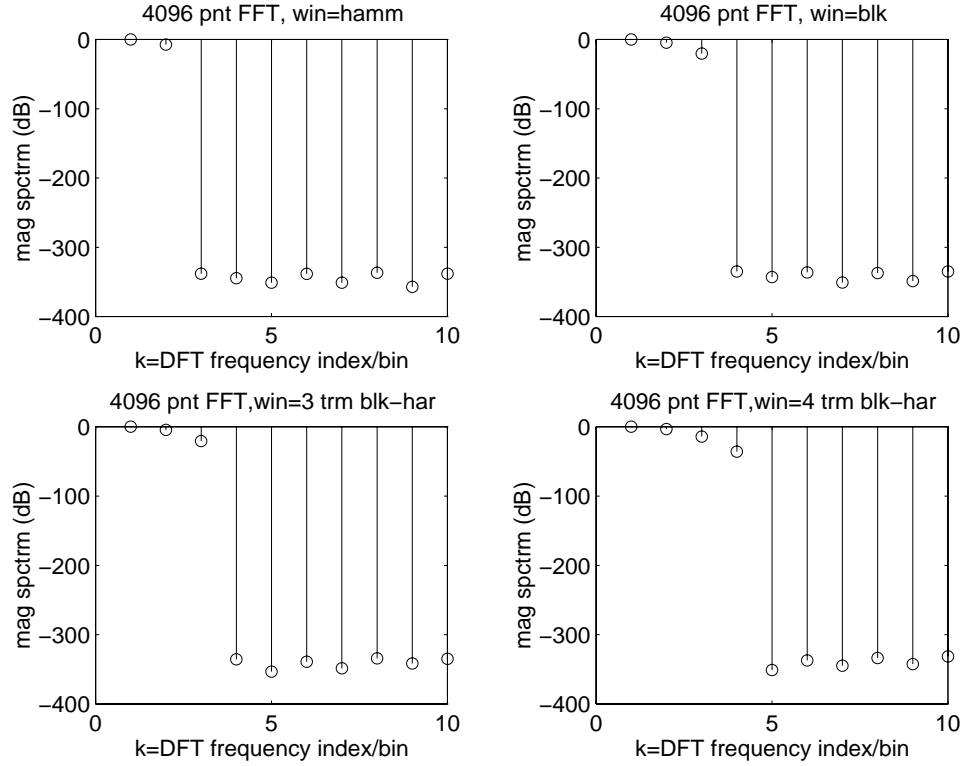 4096 pnt FFT, win=hamm
0
−100
−200
−300
−400
mag spctrm (dB)
0
5
10
k=DFT frequency index/bin
4096 pnt FFT, win=blk
0
−100
−200
−300
−400
mag spctrm (dB)
0
5
10
k=DFT frequency index/bin
4096 pnt FFT,win=3 trm blk−har
0
−100
−200
−300
−400
mag spctrm (dB)
0
5
10
k=DFT frequency index/bin
4096 pnt FFT,win=4 trm blk−har
0
−100
−200
−300
−400
mag spctrm (dB)
0
5
10
k=DFT frequency index/bin